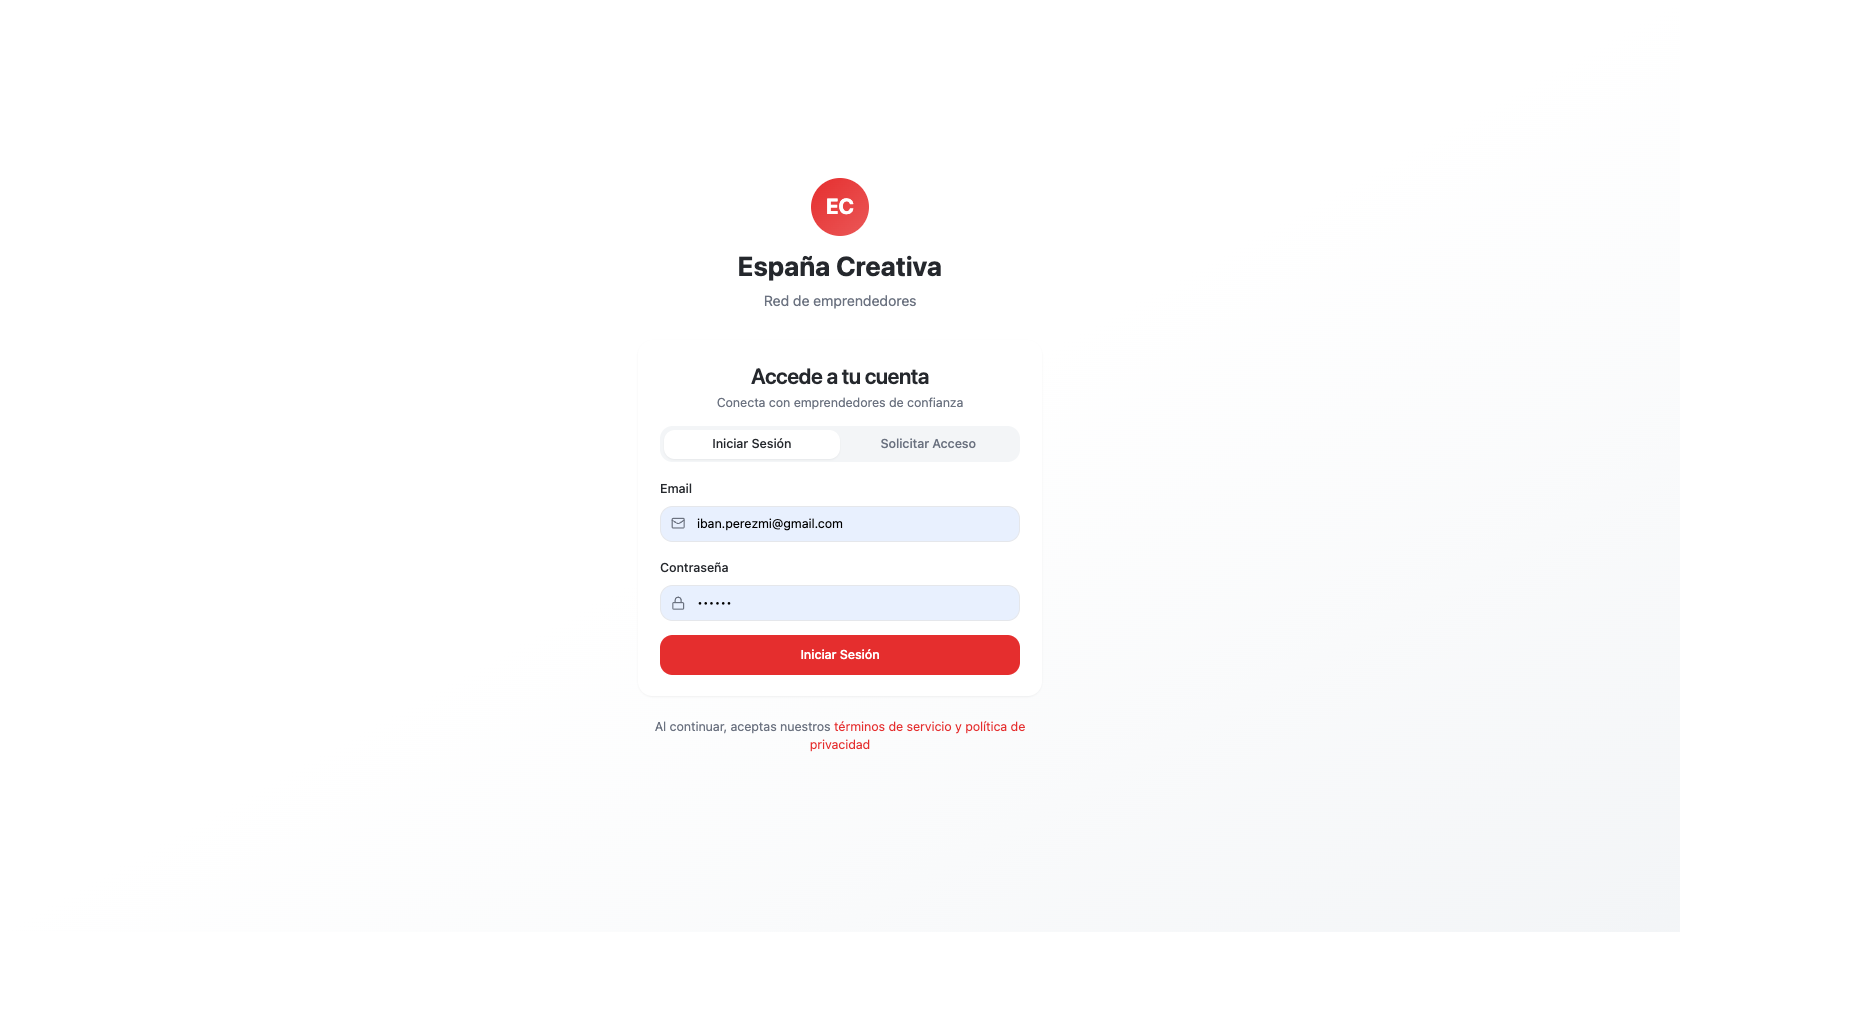 EC
España Creativa
Red de emprendedores
Accede a tu cuenta
Conecta con emprendedores de confianza
Iniciar Sesión
Solicitar Acceso
Email
iban.perezmi@gmail.com
Contraseña
••••••
Iniciar Sesión
Al continuar, aceptas nuestros términos de servicio y política de
privacidad